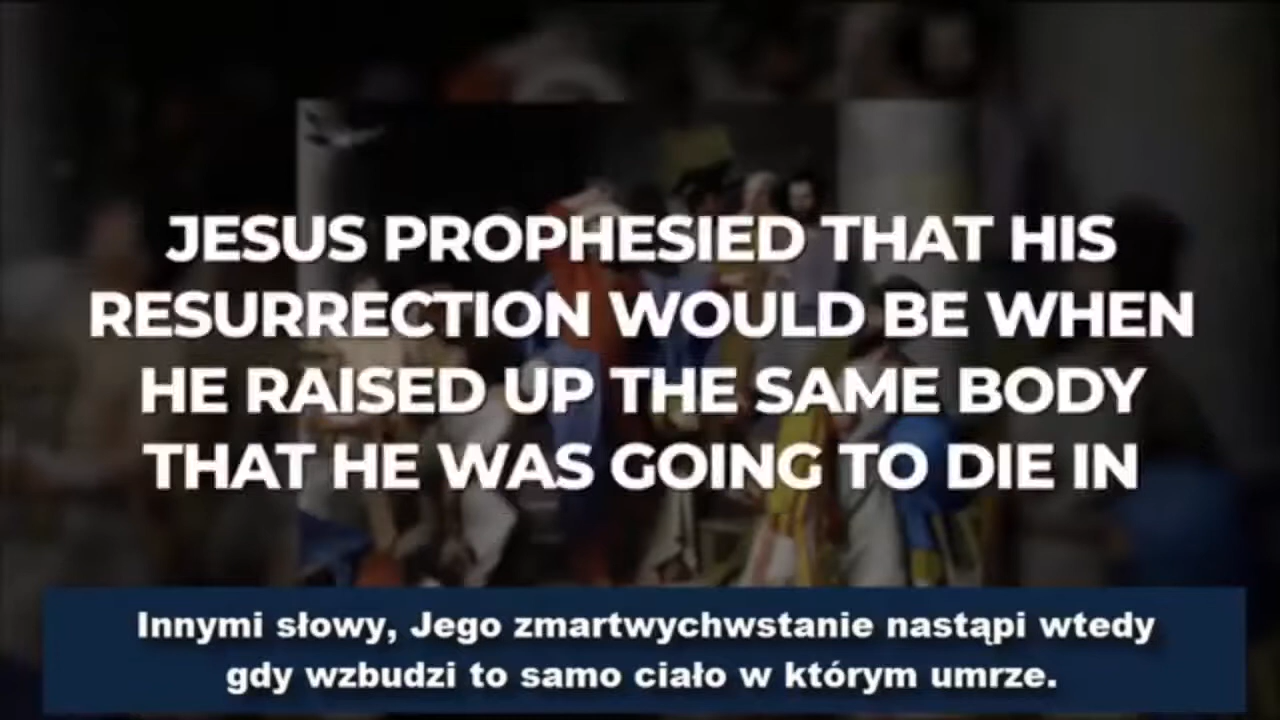 JESUS PROPHESIED THAT HIS
RESURRECTION WOULD BE WHEN
HE RAISED UP THE SAME BODY
THAT HE WAS GOING TO DIE IN
Innymi słowy, Jego zmartwychwstanie nastąpi wtedy
gdy wzbudzi to samo ciało w którym umrze.